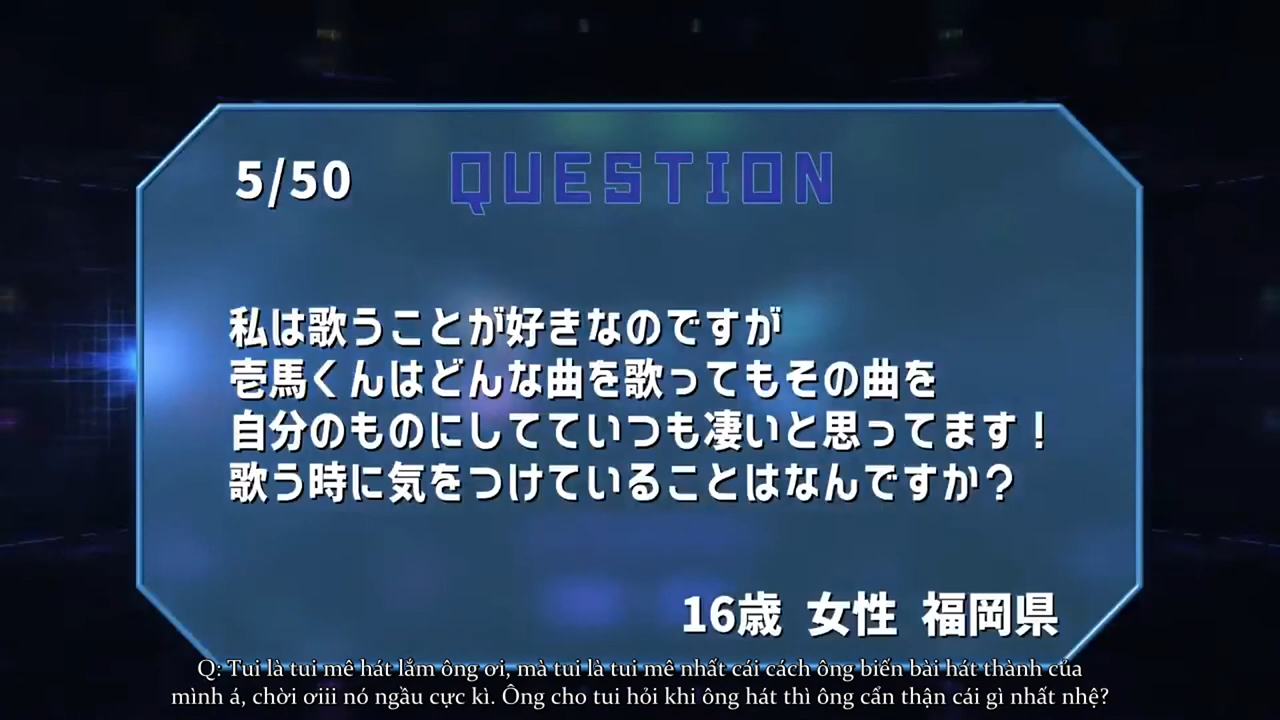 5/50
QUESTION
私は歌うことが好きなのですが
壱馬くんはどんな曲を歌ってもその曲を
自分のものにしてていつも凄いと思ってます！
歌う時に気をつけていることはなんですか？
16歳 女性 福岡県
Q: Tui là tui mê hát lắm ông ơi, mà tui là tui mê nhất cái cách ông biến bài hát thành của
mình á, chời ơiii nó ngầu cực kì. Ông cho tui hỏi khi ông hát thì ông cẩn thận cái gì nhất nhệ?